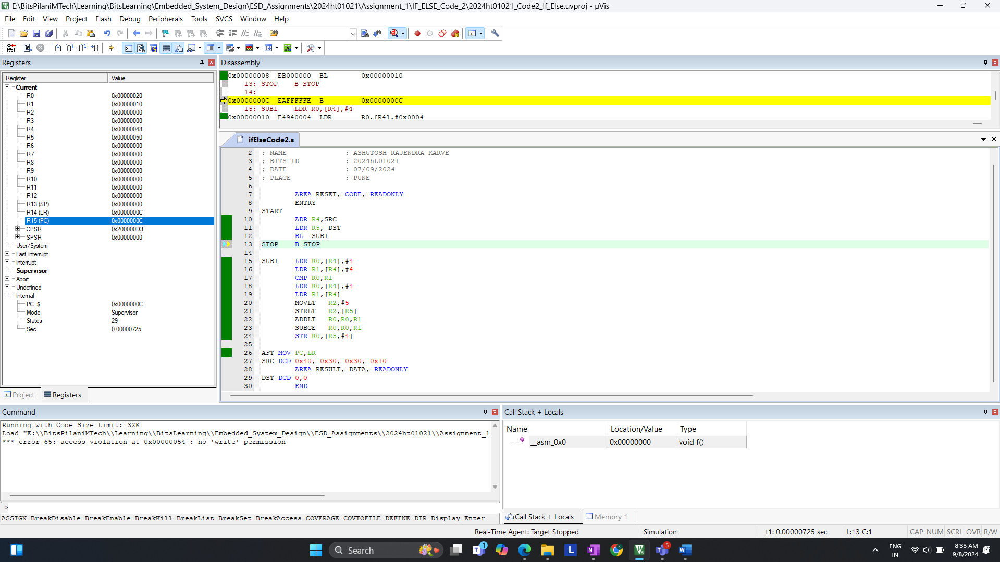 E:\BitsPilaniMTech\Learning\BitsLearning\Embedded_System_Design\ESD_Assignments\2024ht01021\Assignment_1\IF_ELSE_Code_2\2024ht01021_Code2_If_Else.uvproj - µVis
File Edit View Project Flash Debug Peripherals Tools SVCS Window Help
RST
Registers
Register Value
Current
R0 0x00000020
R1 0x00000010
R2 0x00000000
R3 0x00000000
R4 0x00000048
R5 0x00000050
R6 0x00000000
R7 0x00000000
R8 0x00000000
R9 0x00000000
R10 0x00000000
R11 0x00000000
R12 0x00000000
R13 (SP) 0x00000000
R14 (LR) 0x0000000C
R15 (PC) 0x0000000C
CPSR 0x200000D3
SPSR 0x00000000
User/System
Fast Interrupt
Interrupt
Supervisor
Abort
Undefined
Internal
PC $ 0x0000000C
Mode Supervisor
States 29
Sec 0.00000725
Project Registers
Disassembly
0x00000008 EB000000 BL 0x00000010
13: STOP B STOP
14:
0x0000000C EAFFFFFE B 0x0000000C
15: SUB1 LDR R0,[R4],#4
0x00000010 E4940004 LDR R0,[R4],#0x0004
ifElseCode2.s
2 ; NAME : ASHUTOSH RAJENDRA KARVE
3 ; BITS-ID : 2024ht01021
4 ; DATE : 07/09/2024
5 ; PLACE : PUNE
6
7 AREA RESET, CODE, READONLY
8 ENTRY
9 START
10 ADR R4,SRC
11 LDR R5,=DST
12 BL SUB1
13 STOP B STOP
14
15 SUB1 LDR R0,[R4],#4
16 LDR R1,[R4],#4
17 CMP R0,R1
18 LDR R0,[R4],#4
19 LDR R1,[R4]
20 MOVLT R2,#5
21 STRLT R2,[R5]
22 ADDLT R0,R0,R1
23 SUBGE R0,R0,R1
24 STR R0,[R5,#4]
25
26 AFT MOV PC,LR
27 SRC DCD 0x40, 0x30, 0x30, 0x10
28 AREA RESULT, DATA, READONLY
29 DST DCD 0,0
30 END
Command
Running with Code Size Limit: 32K
Load "E:\\BitsPilaniMTech\\Learning\\BitsLearning\\Embedded_System_Design\\ESD_Assignments\\2024ht01021\\Assignment_1
*** error 65: access violation at 0x00000054 : no 'write' permission
>
ASSIGN BreakDisable BreakEnable BreakKill BreakList BreakSet BreakAccess COVERAGE COVTOFILE DEFINE DIR Display Enter
Call Stack + Locals
Name Location/Value Type
__asm_0x0 0x00000000 void f()
Call Stack + Locals Memory 1
Real-Time Agent: Target Stopped Simulation t1: 0.00000725 sec L:13 C:1 CAP NUM SCRL OVR R/W
Search
1
L
5
ENG
IN
8:33 AM
9/8/2024